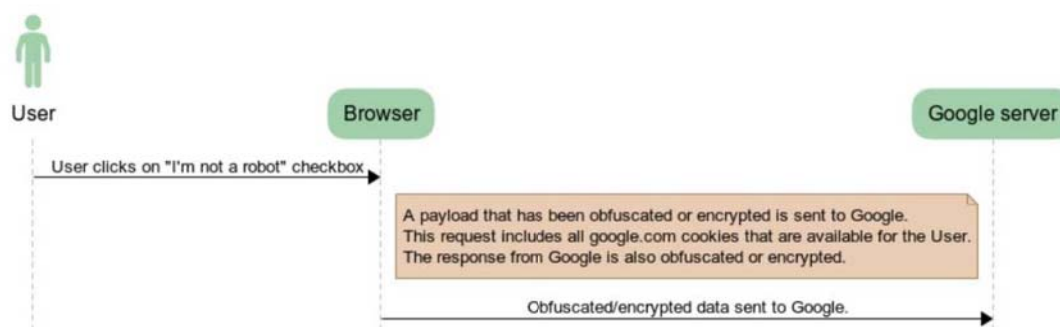 User
Browser
Google server
User clicks on "I'm not a robot" checkbox
A payload that has been obfuscated or encrypted is sent to Google.
This request includes all google.com cookies that are available for the User.
The response from Google is also obfuscated or encrypted.
Obfuscated/encrypted data sent to Google.